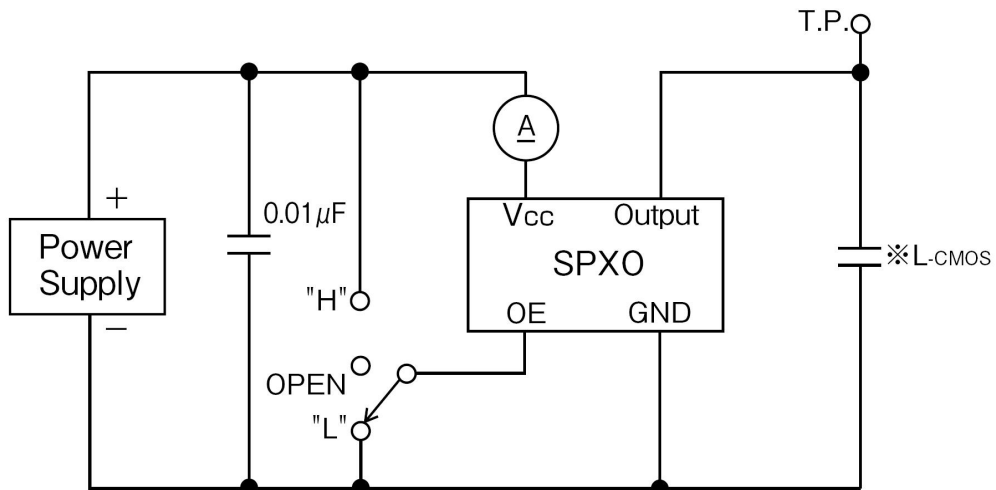 T.P.
A
+
0.01μF
Vcc Output
Power
Supply
SPXO
※L-CMOS
"H"
OE GND
−
OPEN
"L"